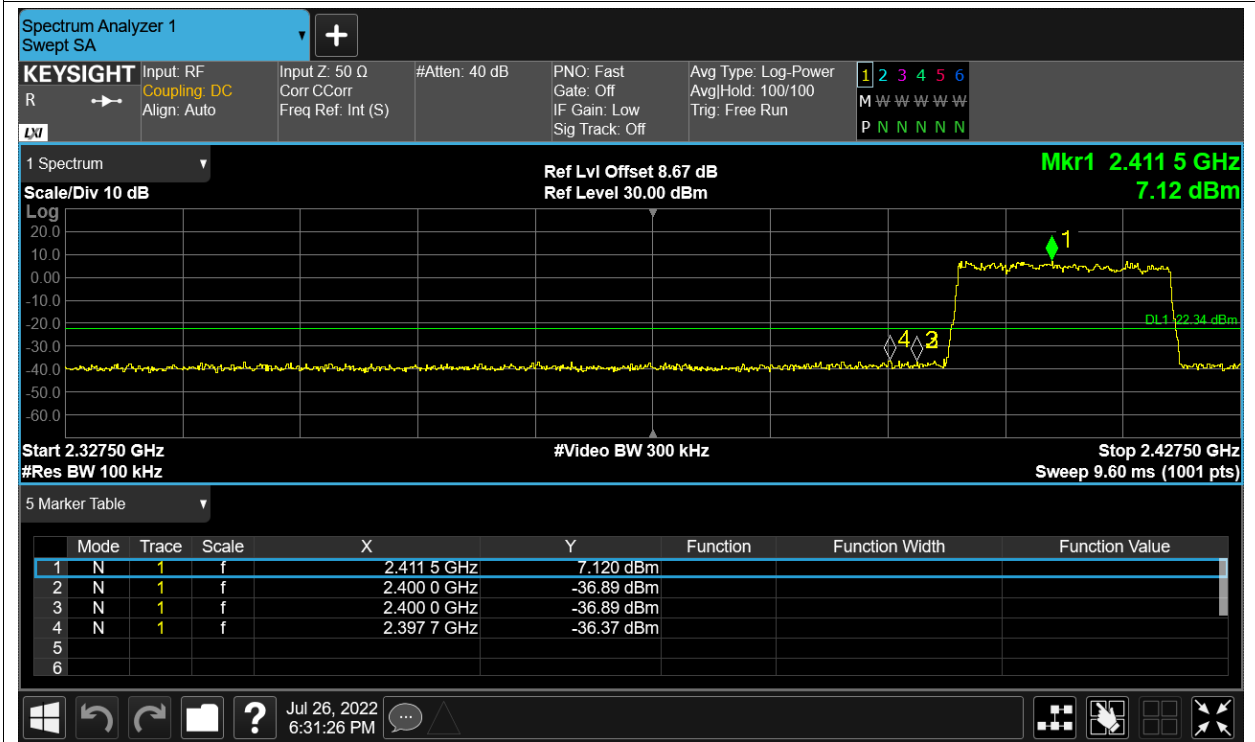 Spectrum Analyzer 1
Swept SA
+
KEYSIGHT
R
LXI
Input: RF
Coupling: DC
Align: Auto
Input Z: 50 Ω
Corr CCorr
Freq Ref: Int (S)
#Atten: 40 dB
PNO: Fast
Gate: Off
IF Gain: Low
Sig Track: Off
Avg Type: Log-Power
Avg|Hold: 100/100
Trig: Free Run
1 2 3 4 5 6
M W W W W W
P N N N N N
1 Spectrum
Scale/Div 10 dB
Ref Lvl Offset 8.67 dB
Ref Level 30.00 dBm
Mkr1 2.411 5 GHz
7.12 dBm
Log
20.0
10.0
0.00
-10.0
-20.0
-30.0
-40.0
-50.0
-60.0
1
DL1 -22.34 dBm
4
Start 2.32750 GHz
#Res BW 100 kHz
#Video BW 300 kHz
Stop 2.42750 GHz
Sweep 9.60 ms (1001 pts)
5 Marker Table
Mode Trace Scale X Y Function Function Width Function Value
1 N 1 f 2.411 5 GHz 7.120 dBm
2 N 1 f 2.400 0 GHz -36.89 dBm
3 N 1 f 2.400 0 GHz -36.89 dBm
4 N 1 f 2.397 7 GHz -36.37 dBm
5
6
?
Jul 26, 2022
6:31:26 PM